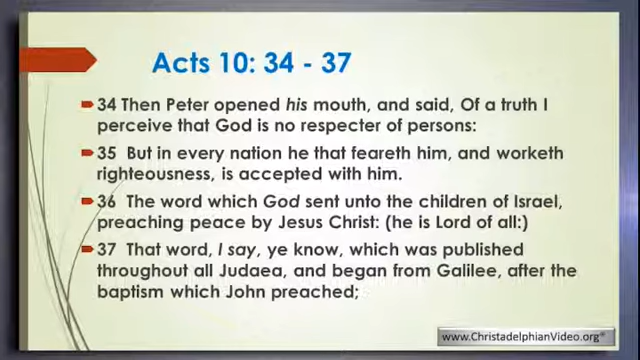 Acts 10: 34 - 37
34 Then Peter opened his mouth, and said, Of a truth I
perceive that God is no respecter of persons:
35 But in every nation he that feareth him, and worketh
righteousness, is accepted with him.
36 The word which God sent unto the children of Israel,
preaching peace by Jesus Christ: (he is Lord of all:)
37 That word, I say, ye know, which was published
throughout all Judaea, and began from Galilee, after the
baptism which John preached;
www.ChristadelphianVideo.org®